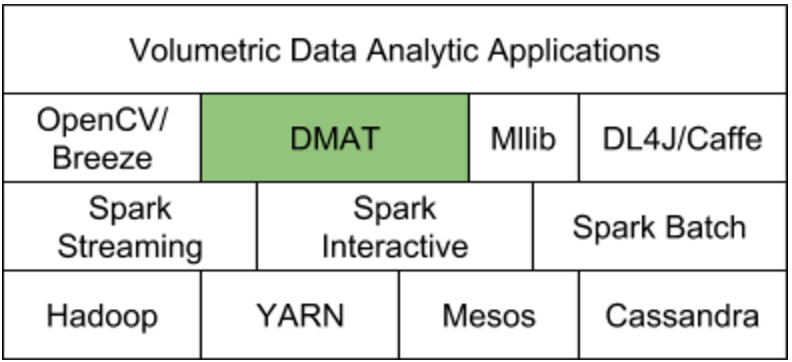 Volumetric Data Analytic Applications
OpenCV/
Breeze
DMAT
Mllib
DL4J/Caffe
Spark
Streaming
Spark
Interactive
Spark Batch
Hadoop
YARN
Mesos
Cassandra